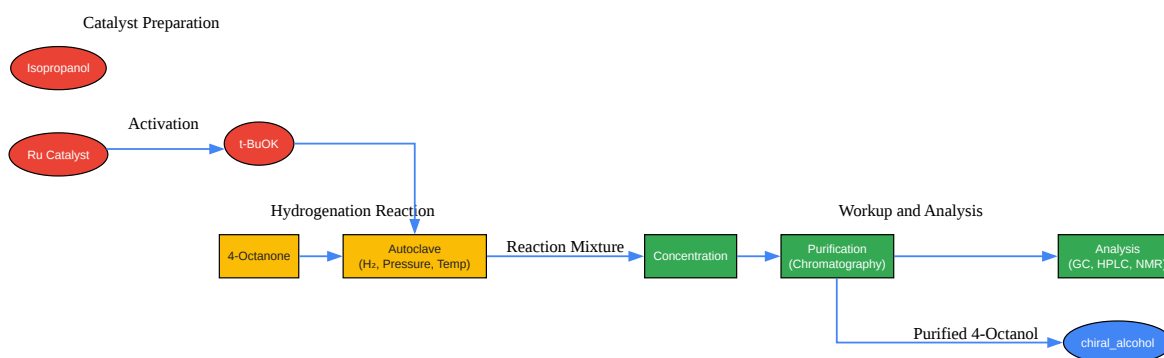 Catalyst Preparation
Isopropanol
Activation
Ru Catalyst
t-BuOK
Hydrogenation Reaction
Workup and Analysis
4-Octanone
Autoclave
(H₂, Pressure, Temp)
Reaction Mixture
Concentration
Purification
(Chromatography)
Analysis
(GC, HPLC, NMR)
Purified 4-Octanol
chiral_alcohol